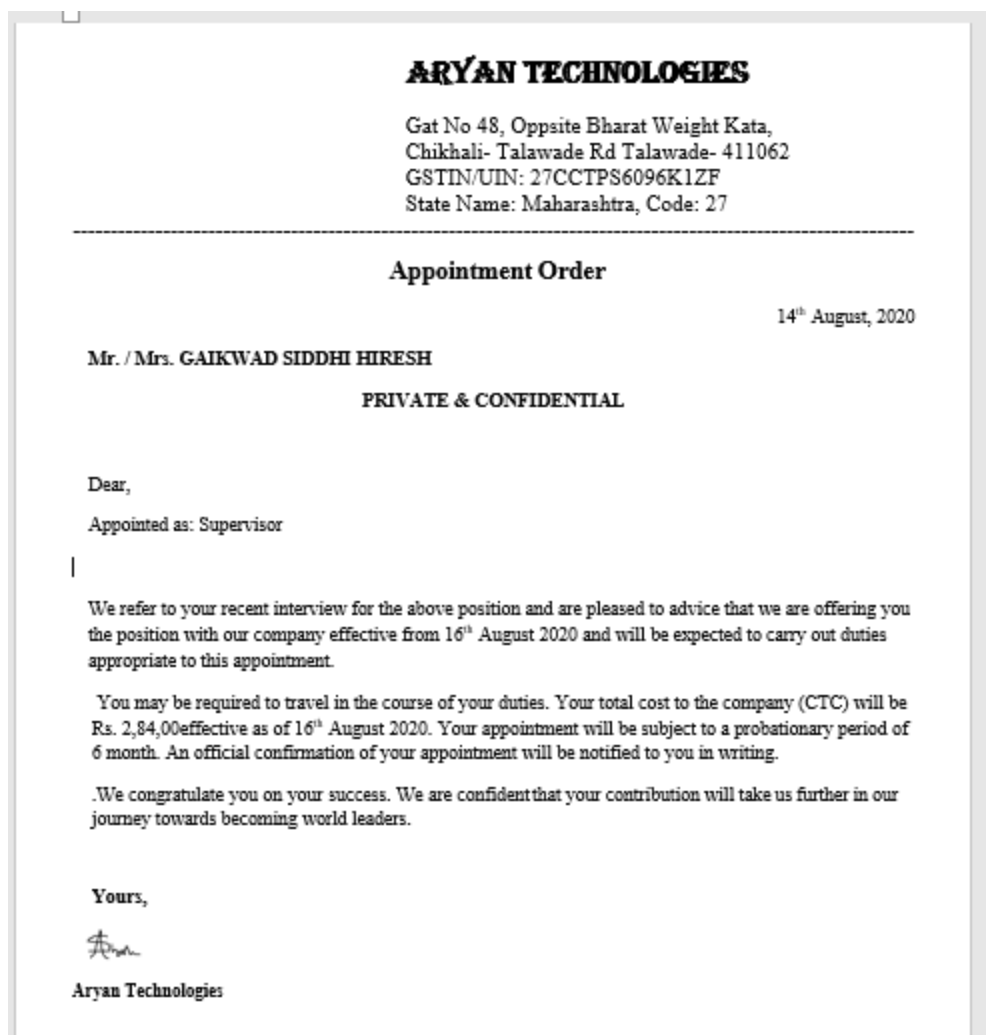 ARYAN TECHNOLOGIES
Gat No 48, Oppsite Bharat Weight Kata,
Chikhali- Talawade Rd Talawade- 411062
GSTIN/UIN: 27CCTPS6096K1ZF
State Name: Maharashtra, Code: 27
Appointment Order
14th August, 2020
Mr. / Mrs. GAIKWAD SIDDHI HIRESH
PRIVATE & CONFIDENTIAL
Dear,
Appointed as: Supervisor
We refer to your recent interview for the above position and are pleased to advice that we are offering you
the position with our company effective from 16th August 2020 and will be expected to carry out duties
appropriate to this appointment.
You may be required to travel in the course of your duties. Your total cost to the company (CTC) will be
Rs. 2,84,00effective as of 16th August 2020. Your appointment will be subject to a probationary period of
6 month. An official confirmation of your appointment will be notified to you in writing.
.We congratulate you on your success. We are confident that your contribution will take us further in our
journey towards becoming world leaders.
Yours,
Aryan Technologies